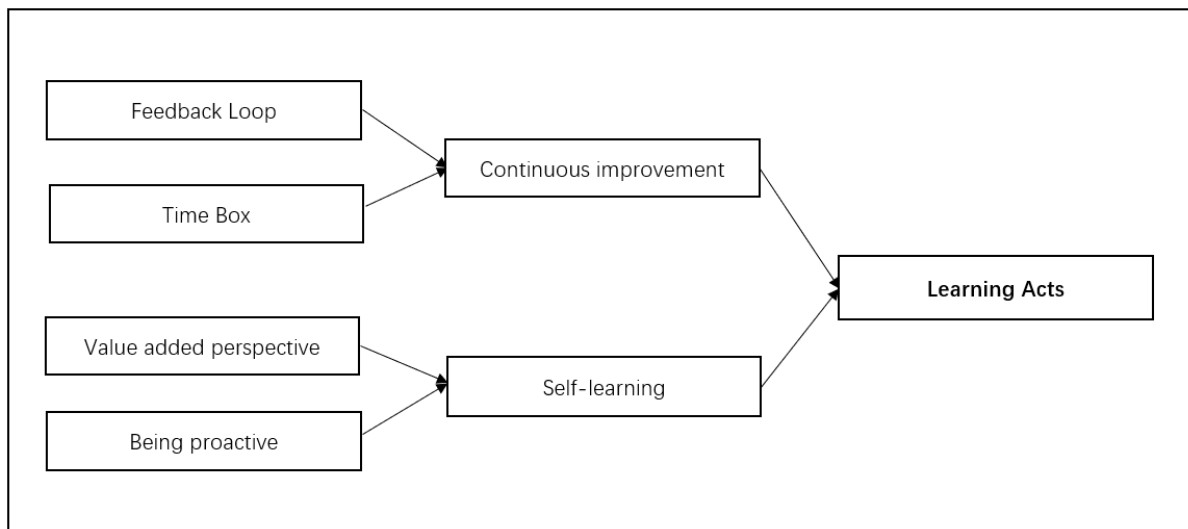 Feedback Loop
Time Box
Continuous improvement
Learning Acts
Value added perspective
Being proactive
Self-learning